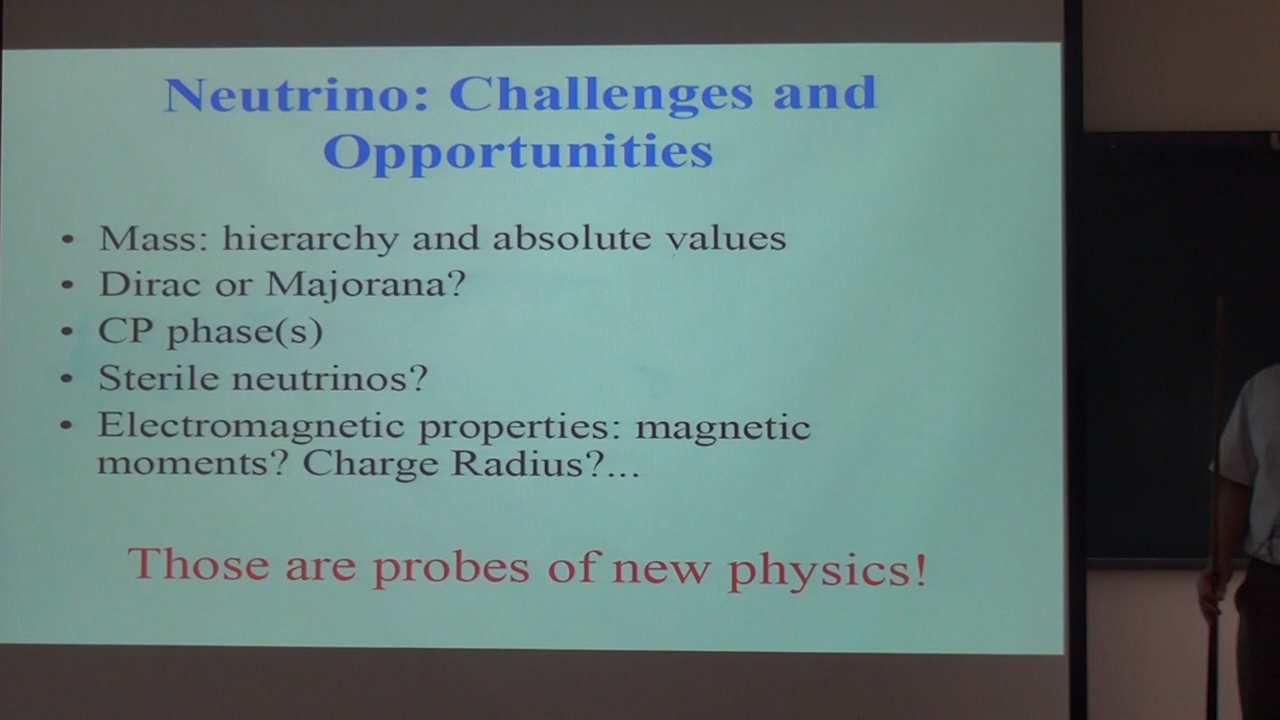 Neutrino: Challenges and
Opportunities
• Mass: hierarchy and absolute values
• Dirac or Majorana?
• CP phase(s)
• Sterile neutrinos?
• Electromagnetic properties: magnetic
moments? Charge Radius?...
Those are probes of new physics!